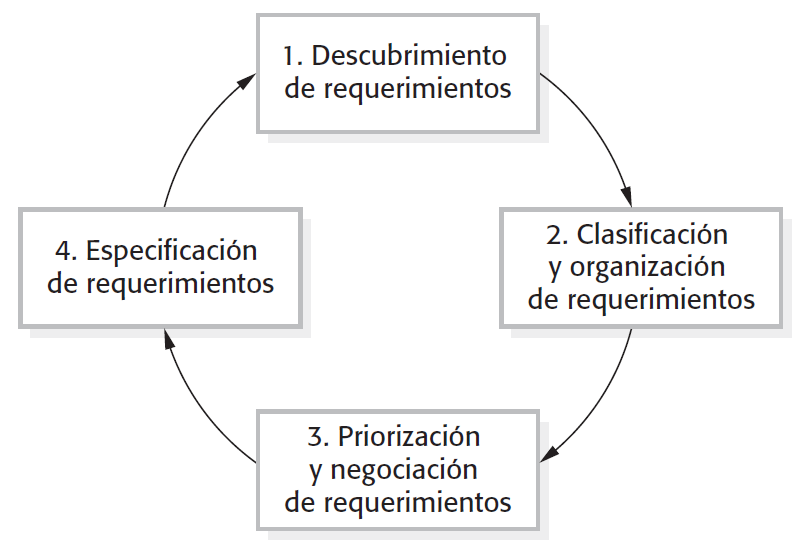 1. Descubrimiento
de requerimientos
2. Clasificación
y organización
de requerimientos
3. Priorización
y negociación
de requerimientos
4. Especificación
de requerimientos